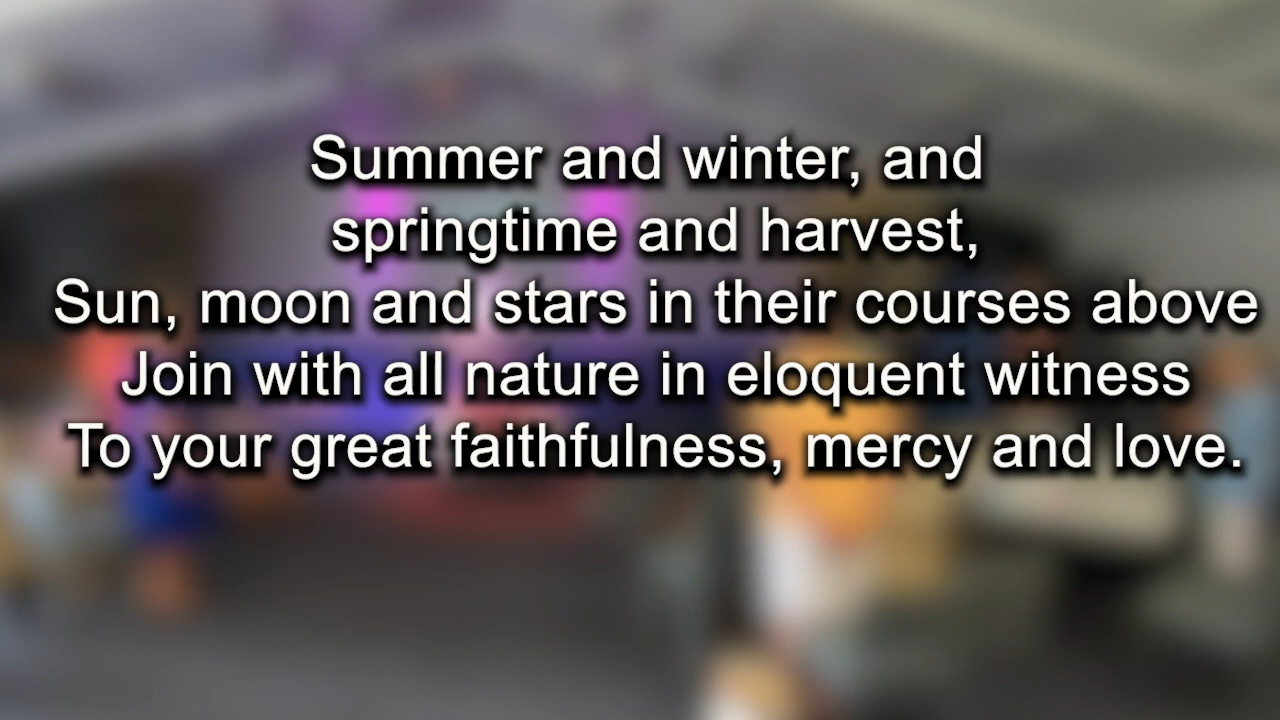 Summer and winter, and
springtime and harvest,
Sun, moon and stars in their courses above
Join with all nature in eloquent witness
To your great faithfulness, mercy and love.